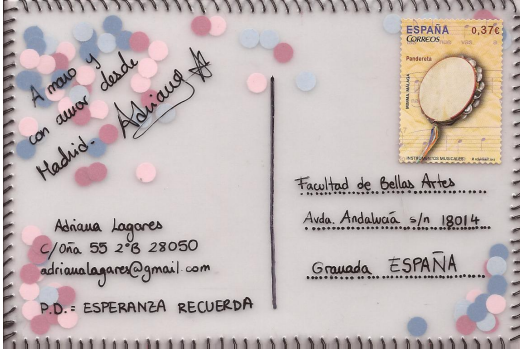 A mano y
con amor desde
Madrid.
Adriana
Adriana Lagares
C/Oña 55 2ºB 28050
adrianalagares@gmail.com
P.D.= ESPERANZA RECUERDA
ESPAÑA 0,37€
CORREOS
Pandereta
INSTRUMENTOS MUSICALES
Facultad de Bellas Artes
Avda. Andalucía s/n 18014
Granada ESPAÑA